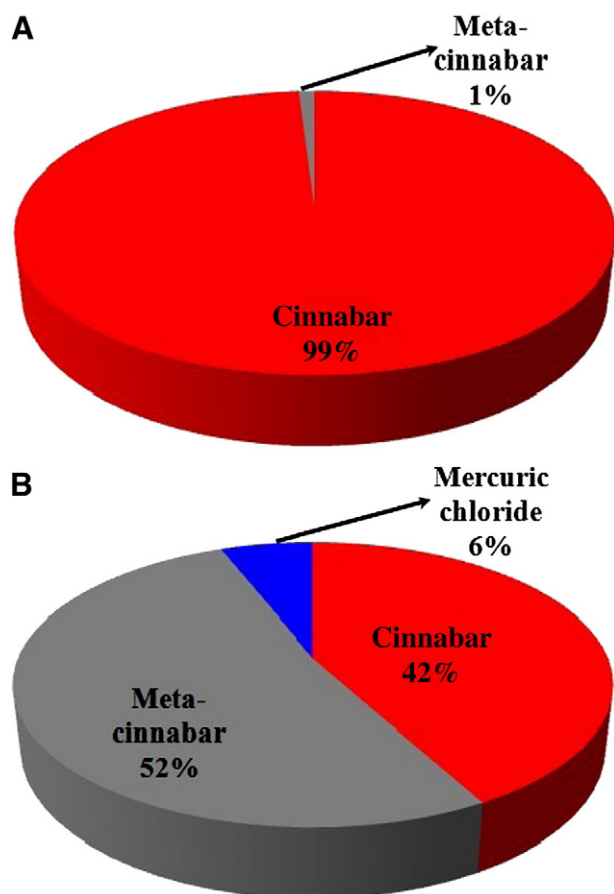 A
Meta-
cinnabar
1%
Cinnabar
99%
B
Mercuric
chloride
6%
Cinnabar
42%
Meta-
cinnabar
52%